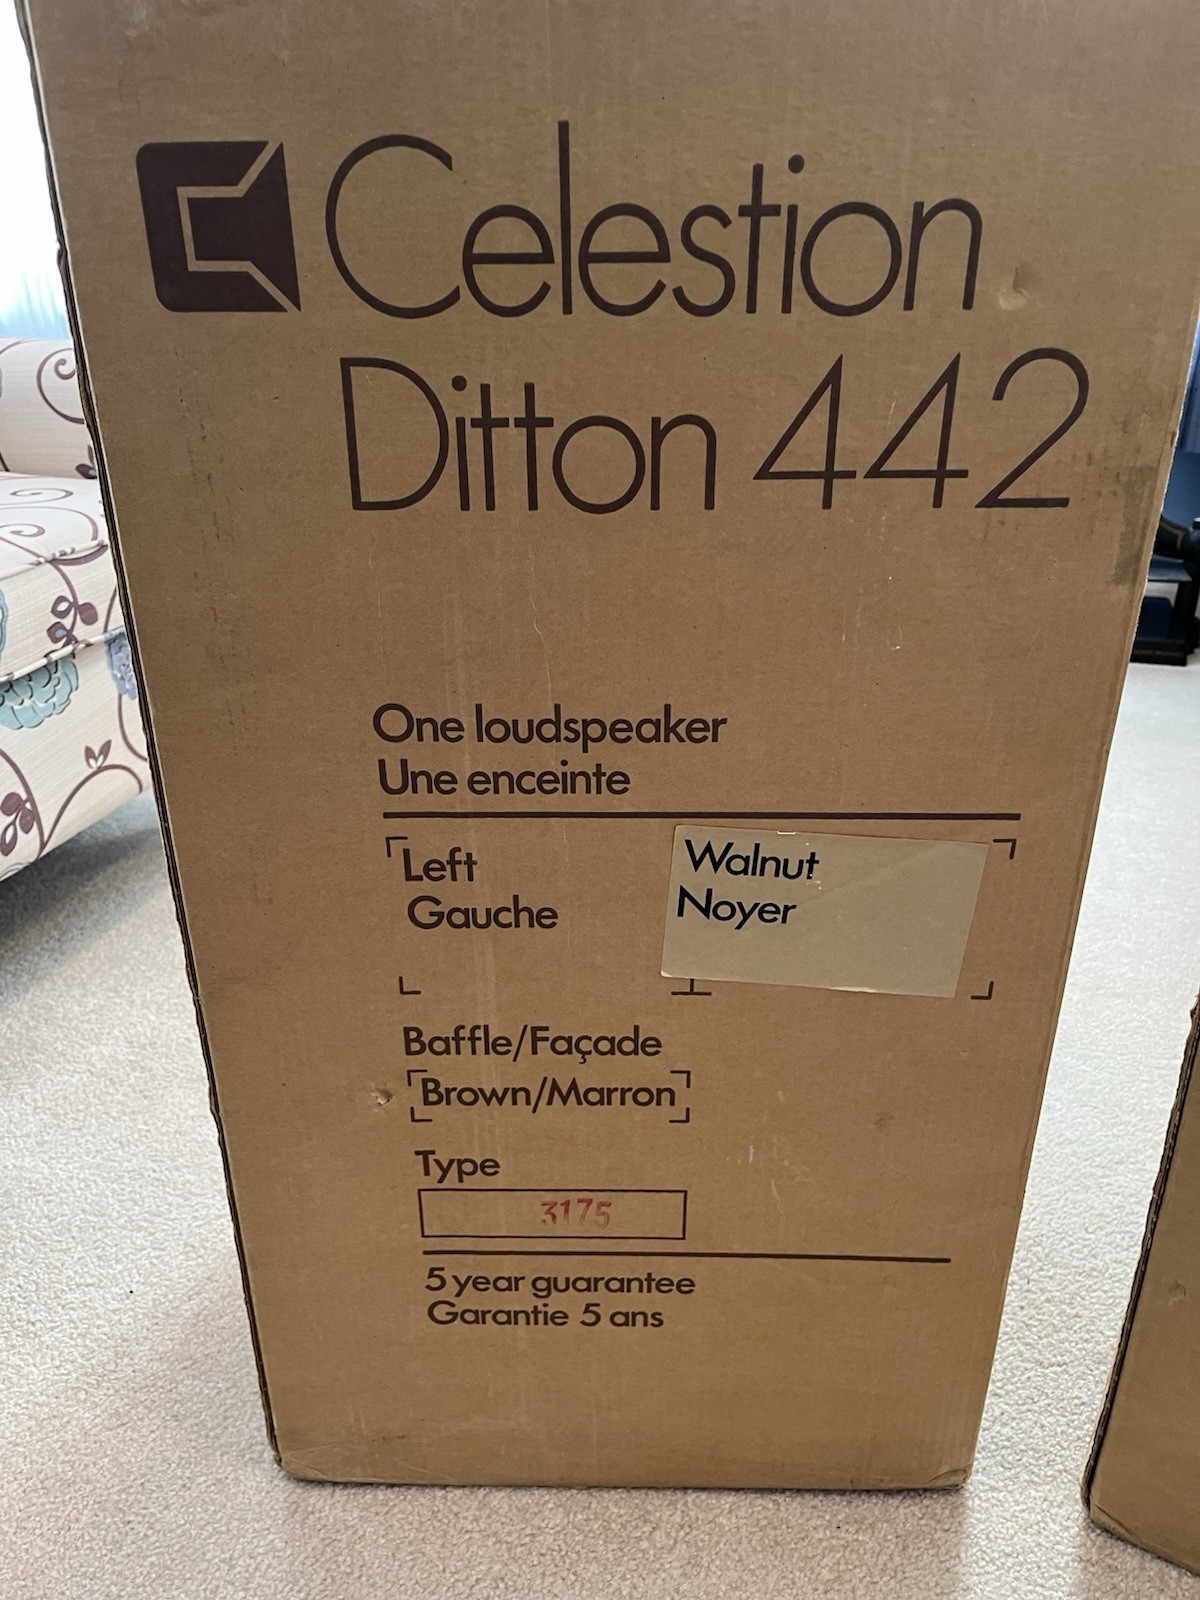 Celestion
Ditton 442
One loudspeaker
Une enceinte
Left
Gauche
Walnut
Noyer
Baffle/Façade
Brown/Marron
Type
3175
5 year guarantee
Garantie 5 ans